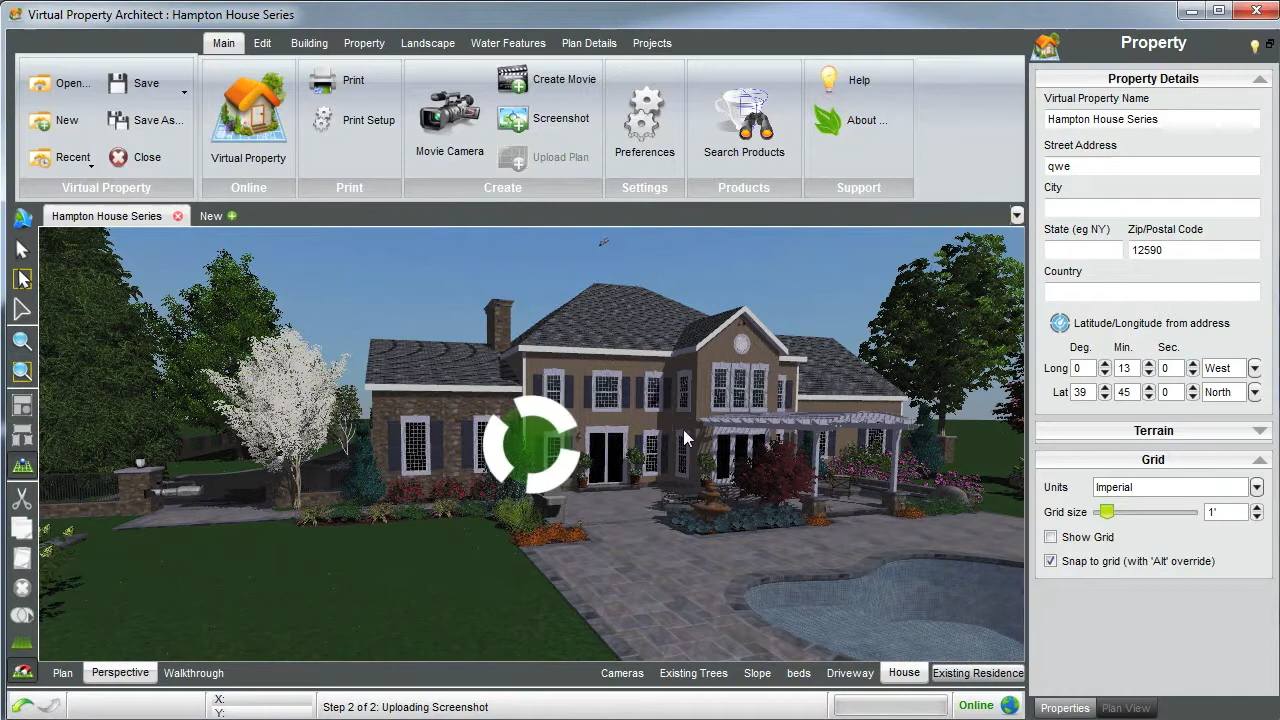 Virtual Property Architect : Hampton House Series
Main Edit Building Property Landscape Water Features Plan Details Projects
Open... Save
New Save As...
Recent Close
Virtual Property
Virtual Property
Online
Print
Print Setup
Print
Movie Camera
Create Movie
Screenshot
Upload Plan
Create
Preferences
Settings
Search Products
Products
Help
About ...
Support
Hampton House Series New
Plan Perspective Walkthrough
Cameras Existing Trees Slope beds Driveway House Existing Residence
X:
Y:
Step 2 of 2: Uploading Screenshot
Online
Property
Property Details
Virtual Property Name
Hampton House Series
Street Address
qwe
City
State (eg NY) Zip/Postal Code
12590
Country
Latitude/Longitude from address
Deg. Min. Sec.
Long 0 13 0 West
Lat 39 45 0 North
Terrain
Grid
Units Imperial
Grid size 1'
Show Grid
Snap to grid (with 'Alt' override)
Properties Plan View